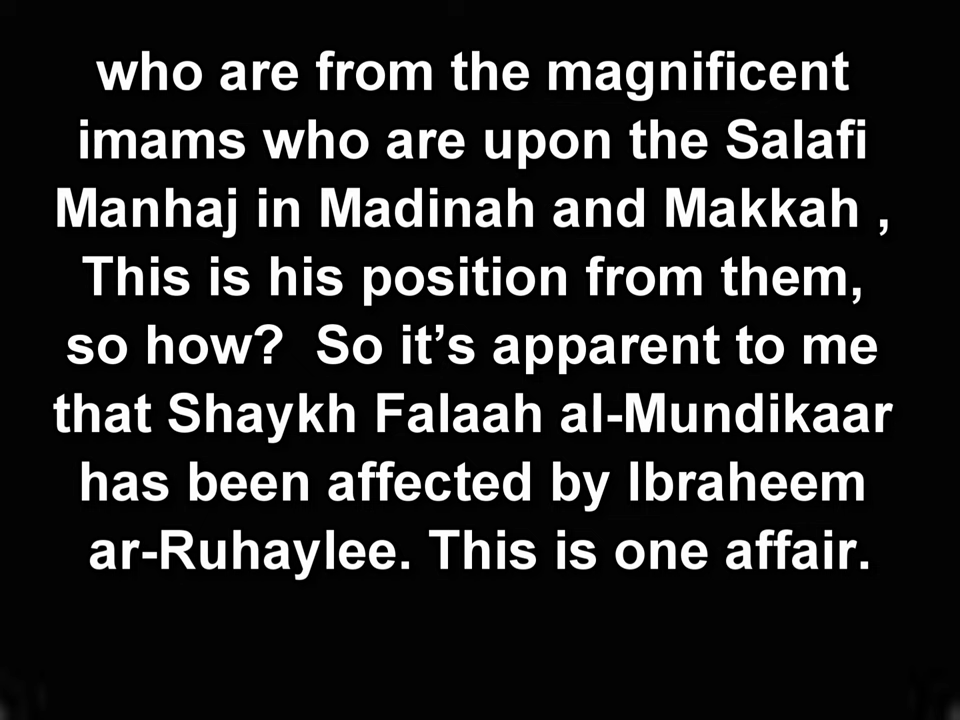 who are from the magnificent
imams who are upon the Salafi
Manhaj in Madinah and Makkah ,
This is his position from them,
so how?  So it’s apparent to me
that Shaykh Falaah al-Mundikaar
has been affected by Ibraheem
ar-Ruhaylee. This is one affair.